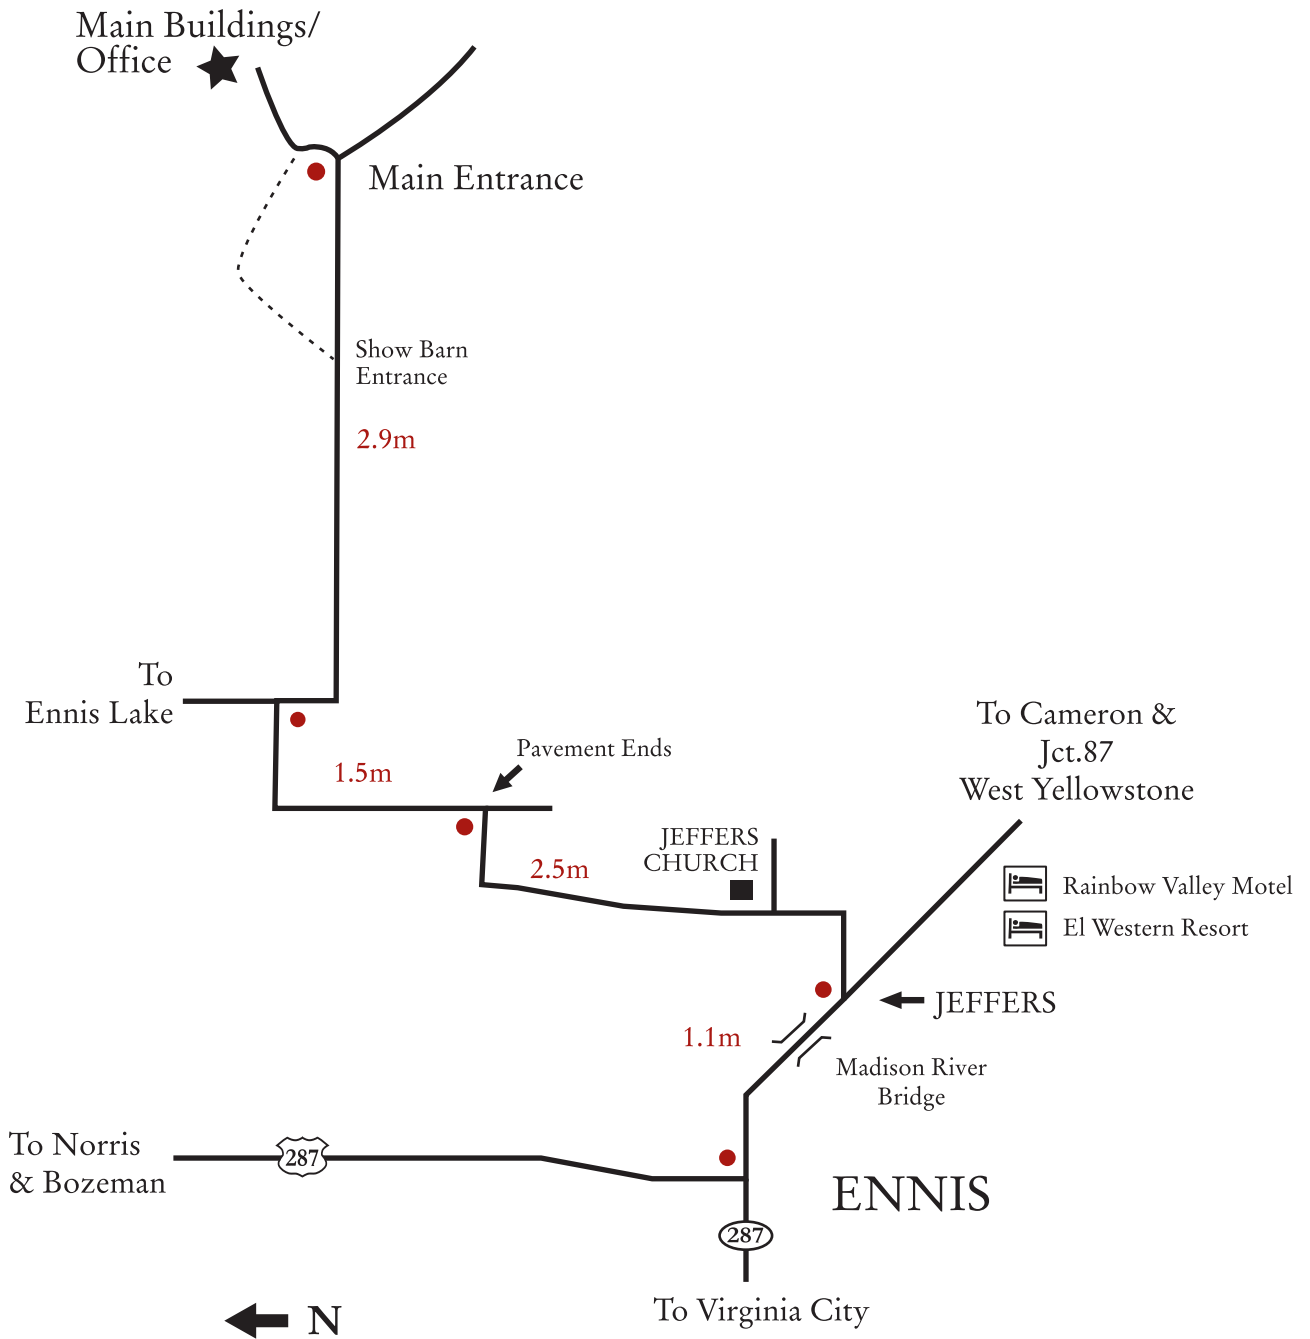 Main Buildings/
Office
Main Entrance
Show Barn
Entrance
2.9m
To
Ennis Lake
To Cameron &
Jct.87
West Yellowstone
Pavement Ends
1.5m
JEFFERS
CHURCH
2.5m
Rainbow Valley Motel
El Western Resort
JEFFERS
1.1m
Madison River
Bridge
To Norris
& Bozeman
287
ENNIS
287
To Virginia City
N